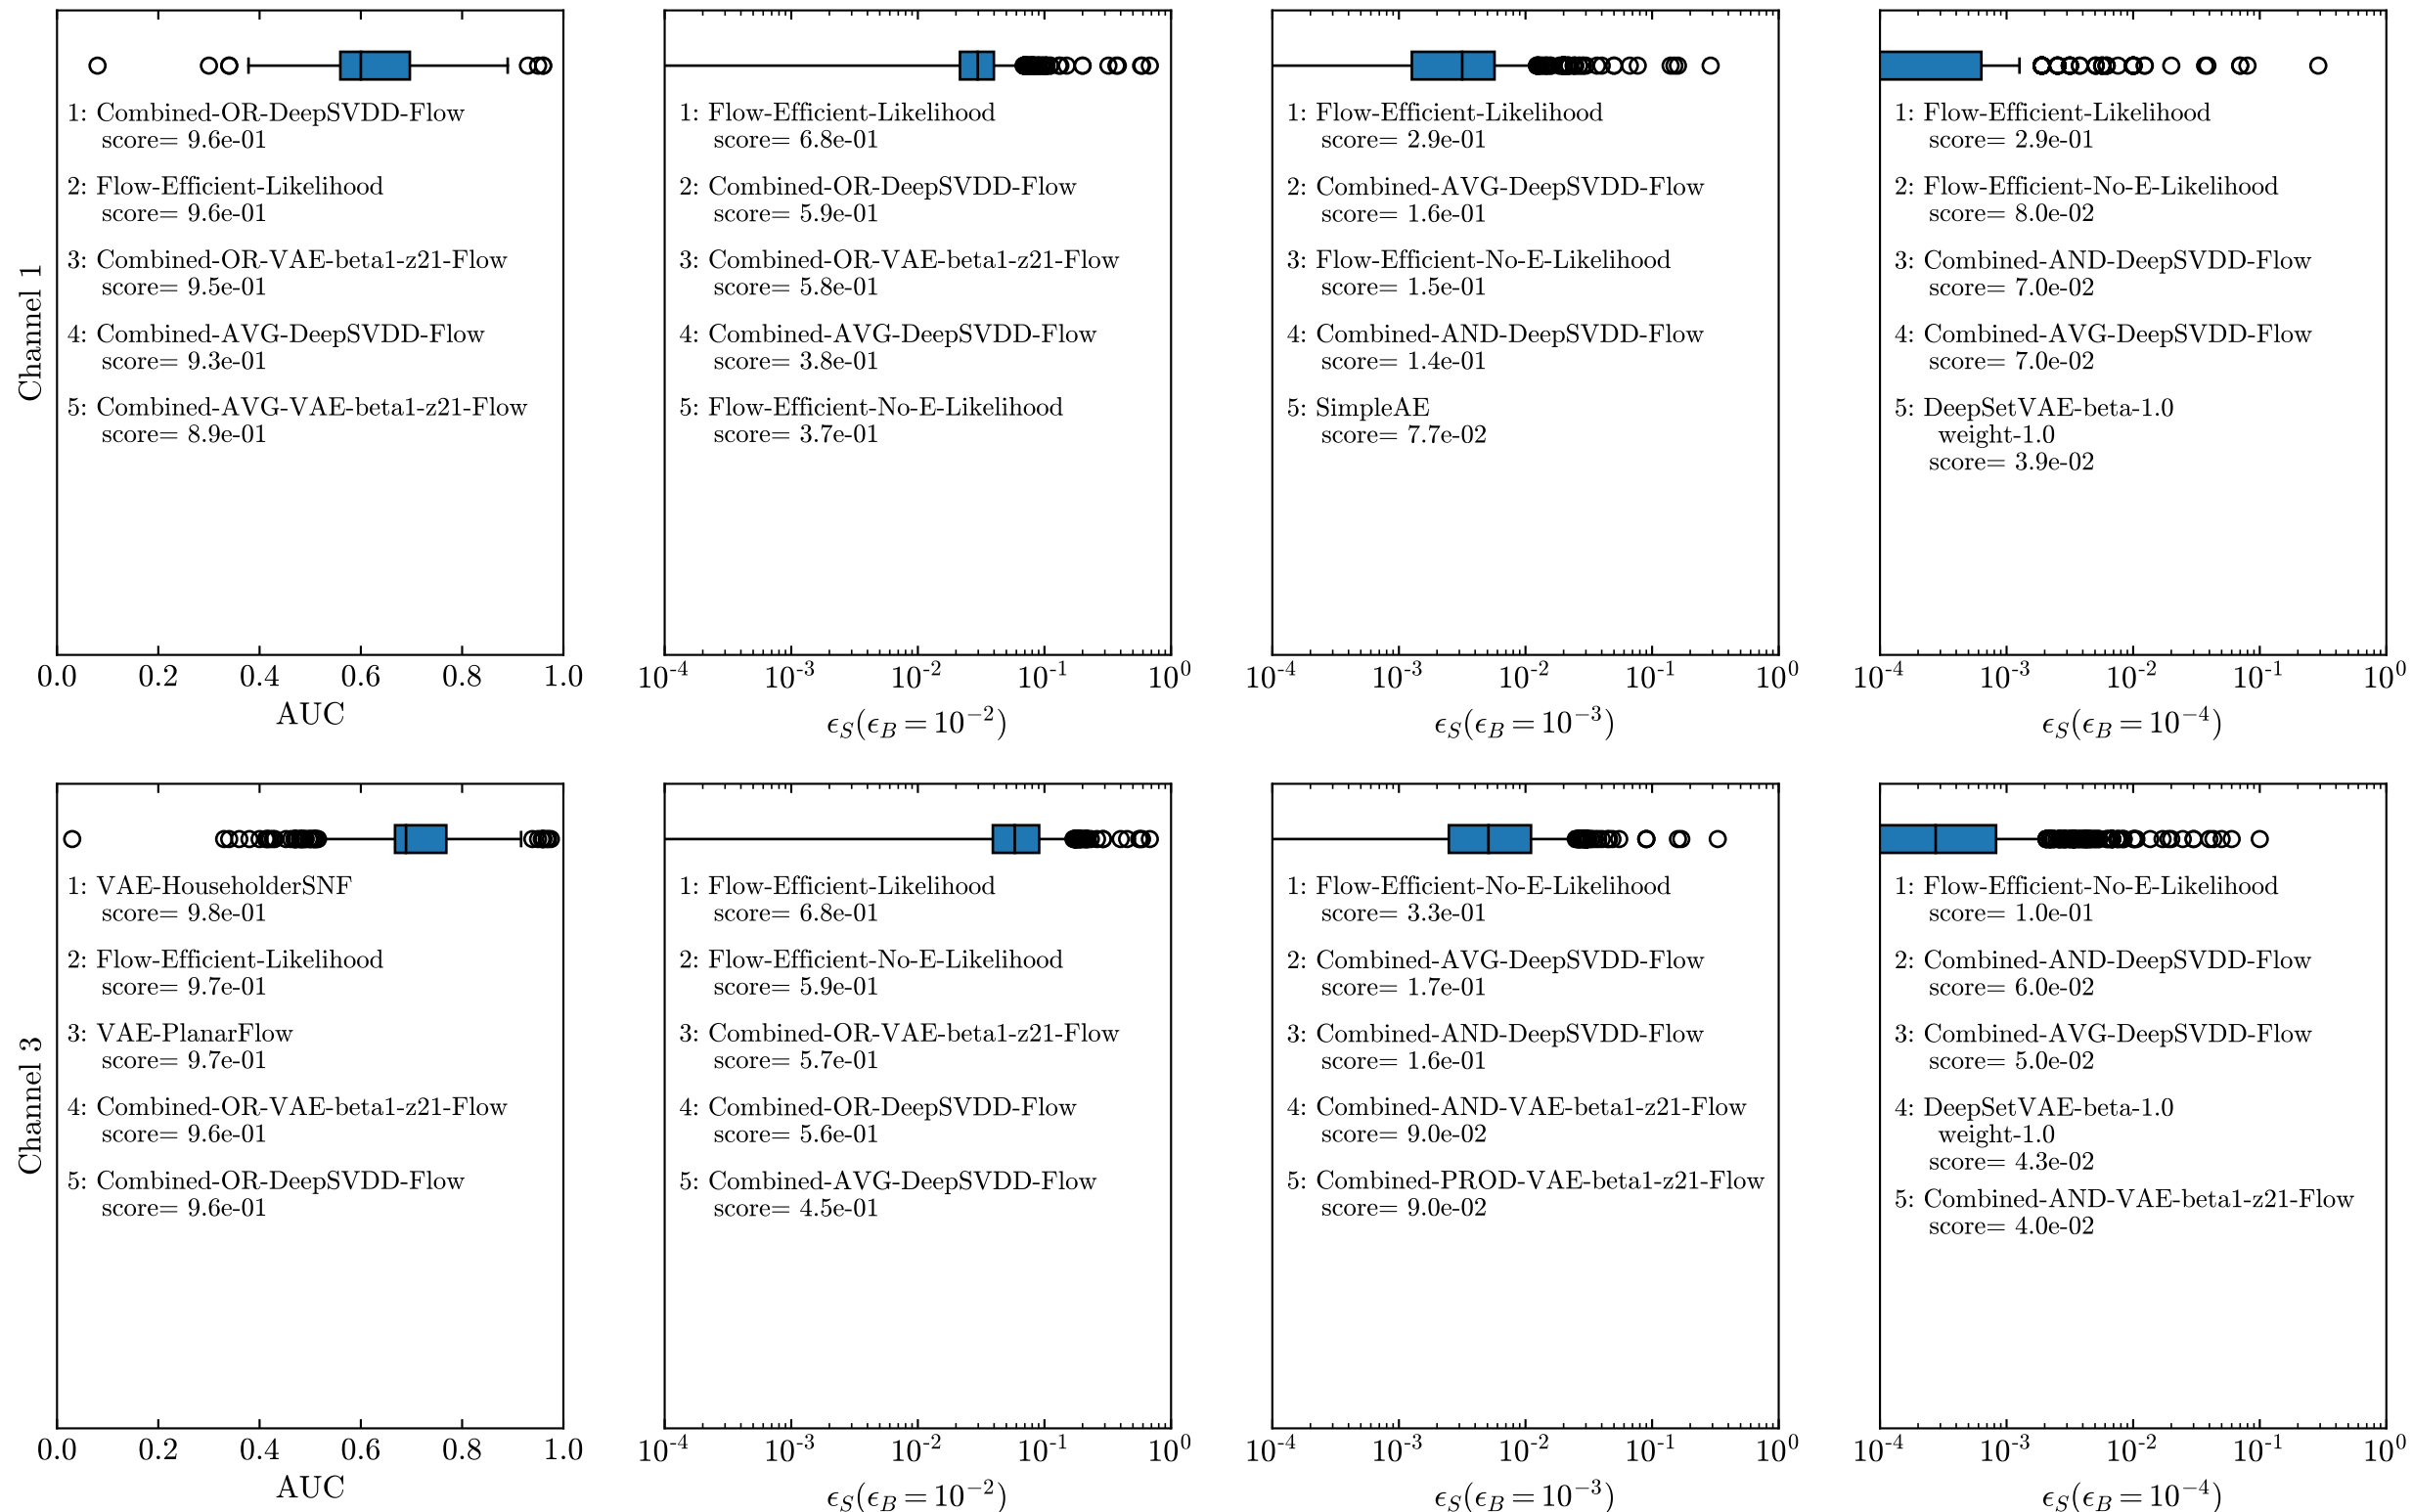 Channel 1
1: Combined-OR-DeepSVDD-Flow
score= 9.6e-01
2: Flow-Efficient-Likelihood
score= 9.6e-01
3: Combined-OR-VAE-beta1-z21-Flow
score= 9.5e-01
4: Combined-AVG-DeepSVDD-Flow
score= 9.3e-01
5: Combined-AVG-VAE-beta1-z21-Flow
score= 8.9e-01
0.0 0.2 0.4 0.6 0.8 1.0
AUC
1: Flow-Efficient-Likelihood
score= 6.8e-01
2: Combined-OR-DeepSVDD-Flow
score= 5.9e-01
3: Combined-OR-VAE-beta1-z21-Flow
score= 5.8e-01
4: Combined-AVG-DeepSVDD-Flow
score= 3.8e-01
5: Flow-Efficient-No-E-Likelihood
score= 3.7e-01
10^-4 10^-3 10^-2 10^-1 10^0
ϵ_S(ϵ_B = 10^−2)
1: Flow-Efficient-Likelihood
score= 2.9e-01
2: Combined-AVG-DeepSVDD-Flow
score= 1.6e-01
3: Flow-Efficient-No-E-Likelihood
score= 1.5e-01
4: Combined-AND-DeepSVDD-Flow
score= 1.4e-01
5: SimpleAE
score= 7.7e-02
10^-4 10^-3 10^-2 10^-1 10^0
ϵ_S(ϵ_B = 10^−3)
1: Flow-Efficient-Likelihood
score= 2.9e-01
2: Flow-Efficient-No-E-Likelihood
score= 8.0e-02
3: Combined-AND-DeepSVDD-Flow
score= 7.0e-02
4: Combined-AVG-DeepSVDD-Flow
score= 7.0e-02
5: DeepSetVAE-beta-1.0
weight-1.0
score= 3.9e-02
10^-4 10^-3 10^-2 10^-1 10^0
ϵ_S(ϵ_B = 10^−4)
Channel 3
1: VAE-HouseholderSNF
score= 9.8e-01
2: Flow-Efficient-Likelihood
score= 9.7e-01
3: VAE-PlanarFlow
score= 9.7e-01
4: Combined-OR-VAE-beta1-z21-Flow
score= 9.6e-01
5: Combined-OR-DeepSVDD-Flow
score= 9.6e-01
0.0 0.2 0.4 0.6 0.8 1.0
AUC
1: Flow-Efficient-Likelihood
score= 6.8e-01
2: Flow-Efficient-No-E-Likelihood
score= 5.9e-01
3: Combined-OR-VAE-beta1-z21-Flow
score= 5.7e-01
4: Combined-OR-DeepSVDD-Flow
score= 5.6e-01
5: Combined-AVG-DeepSVDD-Flow
score= 4.5e-01
10^-4 10^-3 10^-2 10^-1 10^0
ϵ_S(ϵ_B = 10^−2)
1: Flow-Efficient-No-E-Likelihood
score= 3.3e-01
2: Combined-AVG-DeepSVDD-Flow
score= 1.7e-01
3: Combined-AND-DeepSVDD-Flow
score= 1.6e-01
4: Combined-AND-VAE-beta1-z21-Flow
score= 9.0e-02
5: Combined-PROD-VAE-beta1-z21-Flow
score= 9.0e-02
10^-4 10^-3 10^-2 10^-1 10^0
ϵ_S(ϵ_B = 10^−3)
1: Flow-Efficient-No-E-Likelihood
score= 1.0e-01
2: Combined-AND-DeepSVDD-Flow
score= 6.0e-02
3: Combined-AVG-DeepSVDD-Flow
score= 5.0e-02
4: DeepSetVAE-beta-1.0
weight-1.0
score= 4.3e-02
5: Combined-AND-VAE-beta1-z21-Flow
score= 4.0e-02
10^-4 10^-3 10^-2 10^-1 10^0
ϵ_S(ϵ_B = 10^−4)